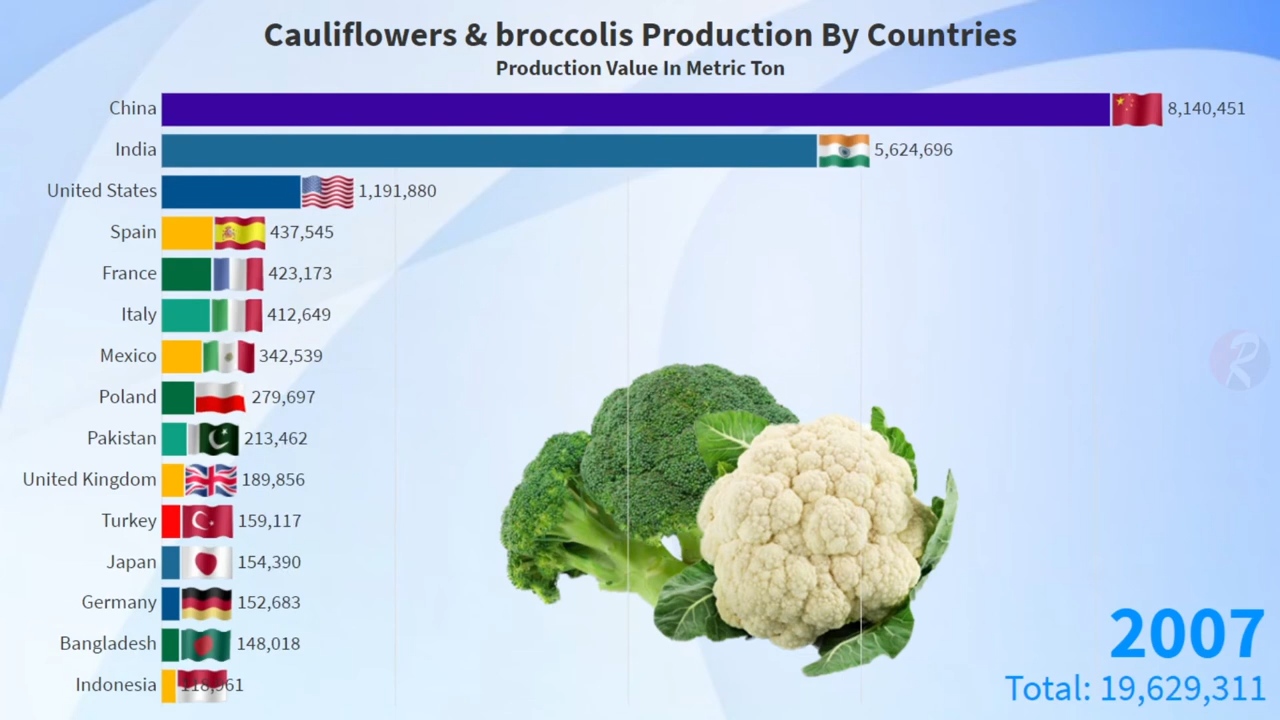 Cauliflowers & broccolis Production By Countries
Production Value In Metric Ton
China 8,140,451
India 5,624,696
United States 1,191,880
Spain 437,545
France 423,173
Italy 412,649
Mexico 342,539
Poland 279,697
Pakistan 213,462
United Kingdom 189,856
Turkey 159,117
Japan 154,390
Germany 152,683
Bangladesh 148,018
Indonesia
R
2007
Total: 19,629,311